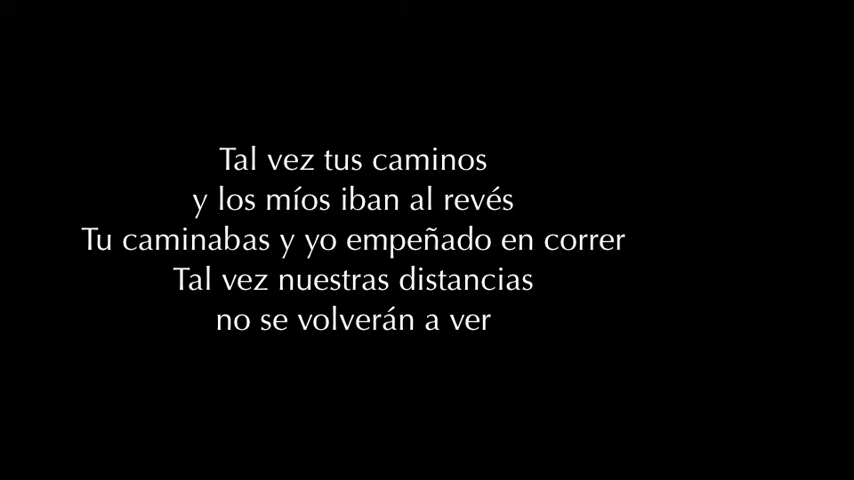 Tal vez tus caminos
y los míos iban al revés
Tu caminabas y yo empeñado en correr
Tal vez nuestras distancias
no se volverán a ver